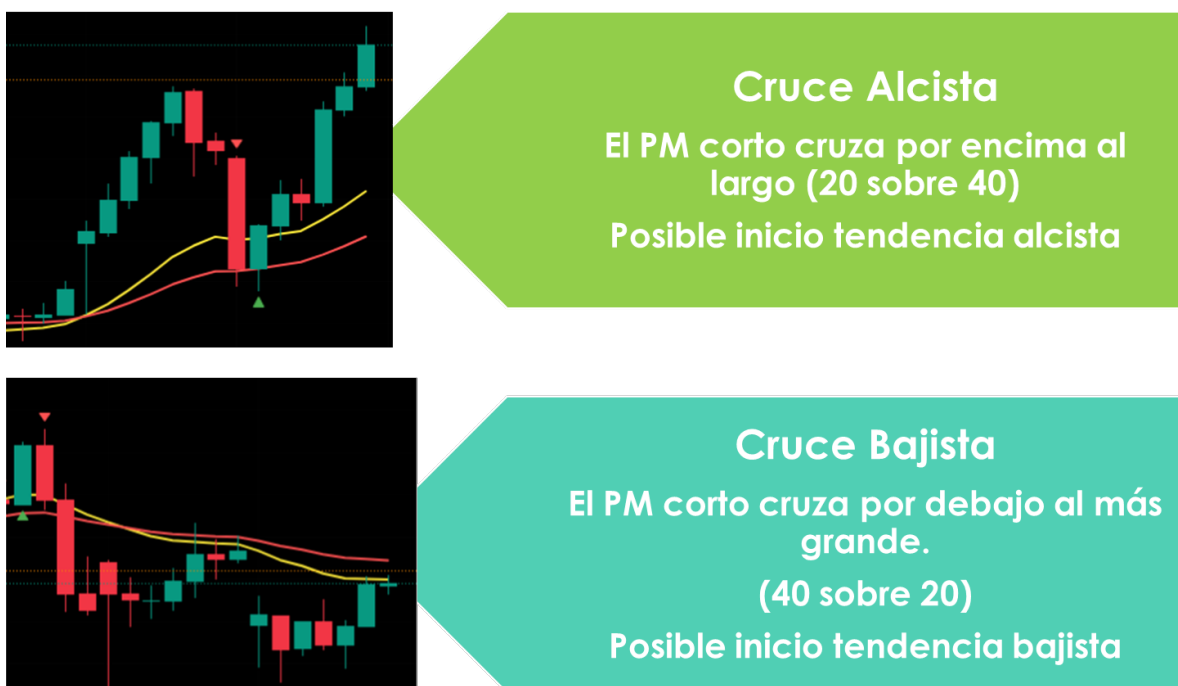 Cruce Alcista
El PM corto cruza por encima al
largo (20 sobre 40)
Posible inicio tendencia alcista
Cruce Bajista
El PM corto cruza por debajo al más
grande.
(40 sobre 20)
Posible inicio tendencia bajista